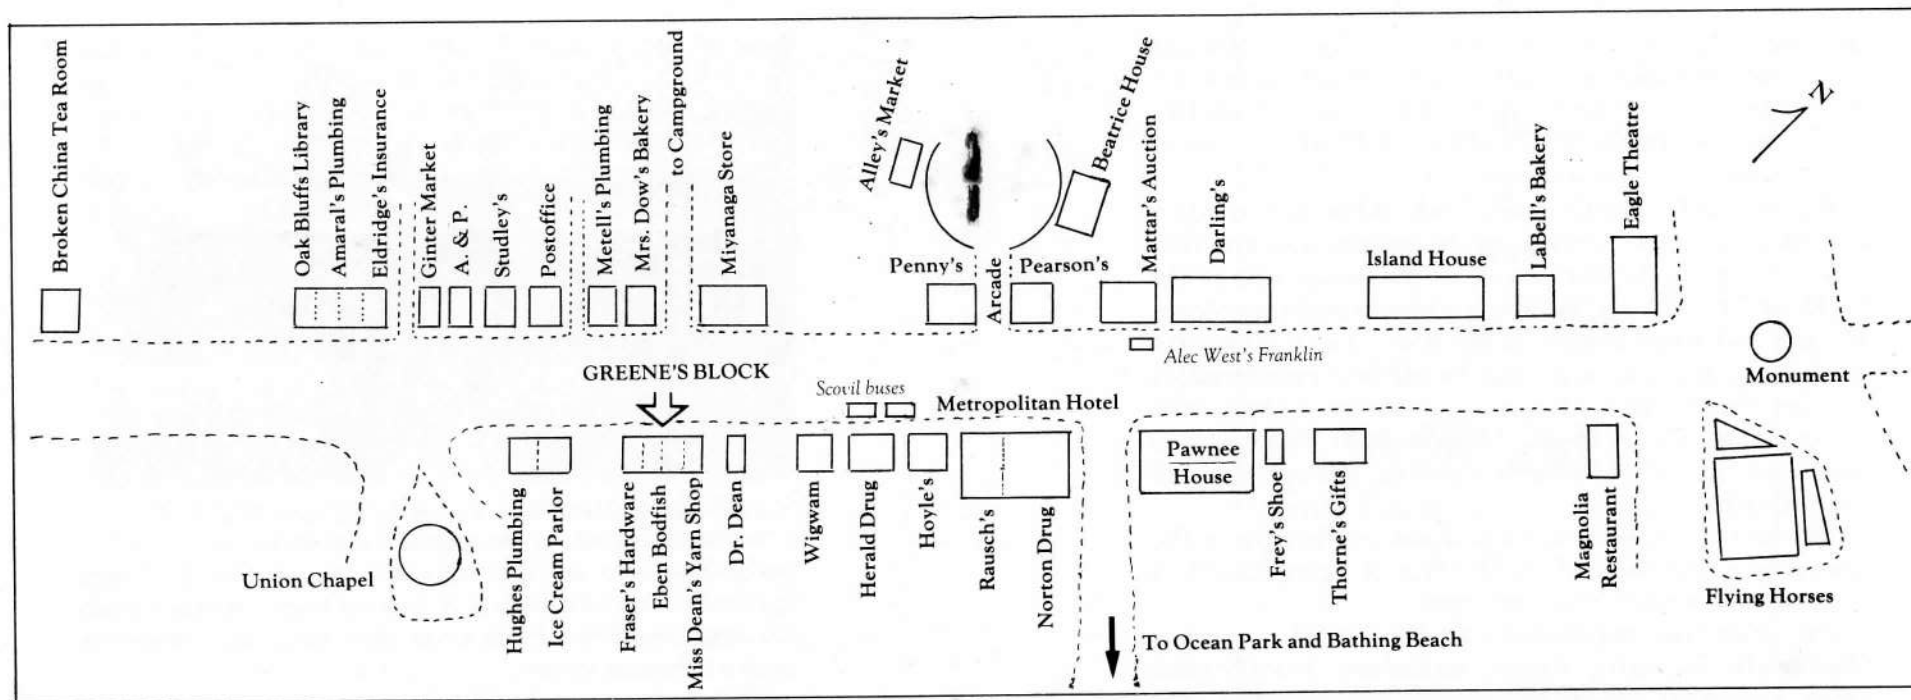 Broken China Tea Room
Oak Bluffs Library
Amaral's Plumbing
Eldridge's Insurance
Ginter Market
A. & P.
Studley's
Postoffice
Metell's Plumbing
Mrs. Dow's Bakery
to Campground
Miyanaga Store
Alley's Market
Penny's
Arcade
Pearson's
Beatrice House
Mattar's Auction
Darling's
Island House
LaBell's Bakery
Eagle Theatre
N
Alec West's Franklin
Monument
GREENE'S BLOCK
Scovil buses
Metropolitan Hotel
Union Chapel
Hughes Plumbing
Ice Cream Parlor
Fraser's Hardware
Eben Bodfish
Miss Dean's Yarn Shop
Dr. Dean
Wigwam
Herald Drug
Hoyle's
Rausch's
Norton Drug
Pawnee
House
Frey's Shoe
Thorne's Gifts
Magnolia
Restaurant
Flying Horses
To Ocean Park and Bathing Beach